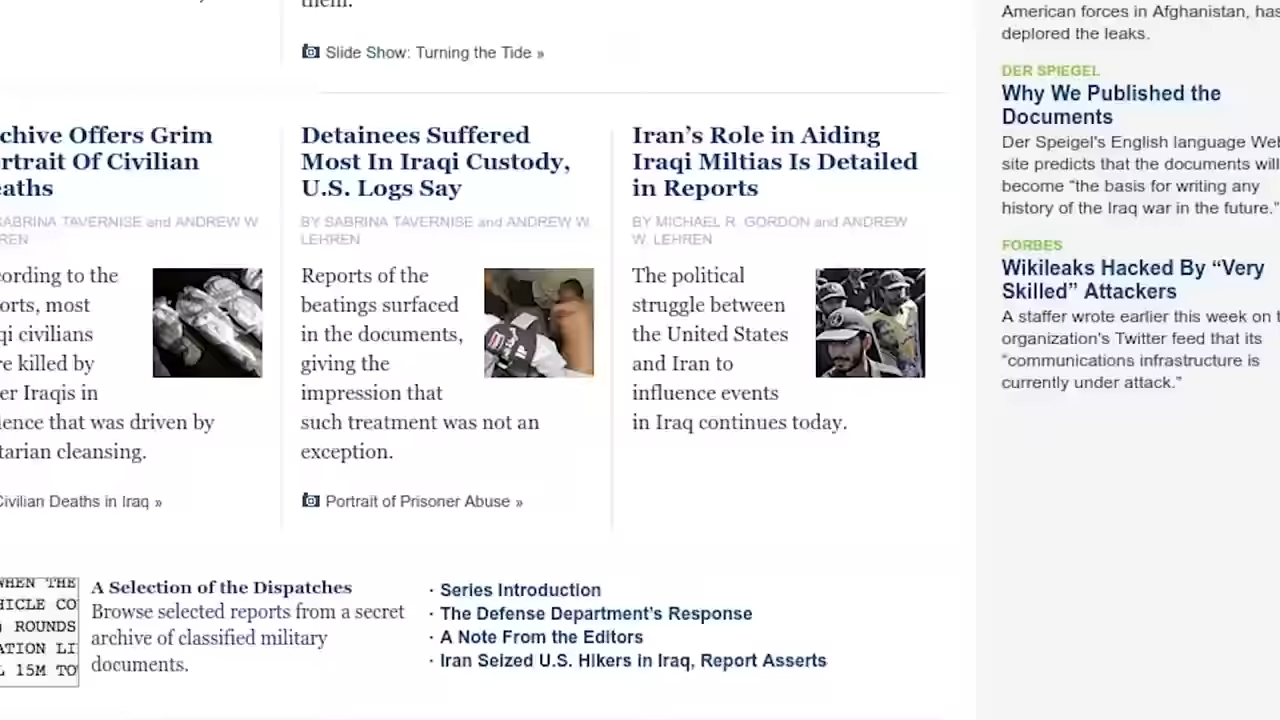 them.
Slide Show: Turning the Tide »
chive Offers Grim
rtrait Of Civilian
eaths
SABRINA TAVERNISE and ANDREW W
REN
cording to the
orts, most
qi civilians
re killed by
er Iraqis in
lence that was driven by
tarian cleansing.
Civilian Deaths in Iraq »
Detainees Suffered
Most In Iraqi Custody,
U.S. Logs Say
BY SABRINA TAVERNISE and ANDREW W.
LEHREN
Reports of the
beatings surfaced
in the documents,
giving the
impression that
such treatment was not an
exception.
Portrait of Prisoner Abuse »
Iran’s Role in Aiding
Iraqi Miltias Is Detailed
in Reports
BY MICHAEL R. GORDON and ANDREW
W. LEHREN
The political
struggle between
the United States
and Iran to
influence events
in Iraq continues today.
WHEN THE
HICLE CO
ROUNDS
ATION LI
L 15M TO
A Selection of the Dispatches
Browse selected reports from a secret
archive of classified military
documents.
· Series Introduction
· The Defense Department's Response
· A Note From the Editors
· Iran Seized U.S. Hikers in Iraq, Report Asserts
American forces in Afghanistan, has
deplored the leaks.
DER SPIEGEL
Why We Published the
Documents
Der Speigel's English language Web
site predicts that the documents will
become “the basis for writing any
history of the Iraq war in the future.”
FORBES
Wikileaks Hacked By “Very
Skilled” Attackers
A staffer wrote earlier this week on t
organization's Twitter feed that its
“communications infrastructure is
currently under attack.”